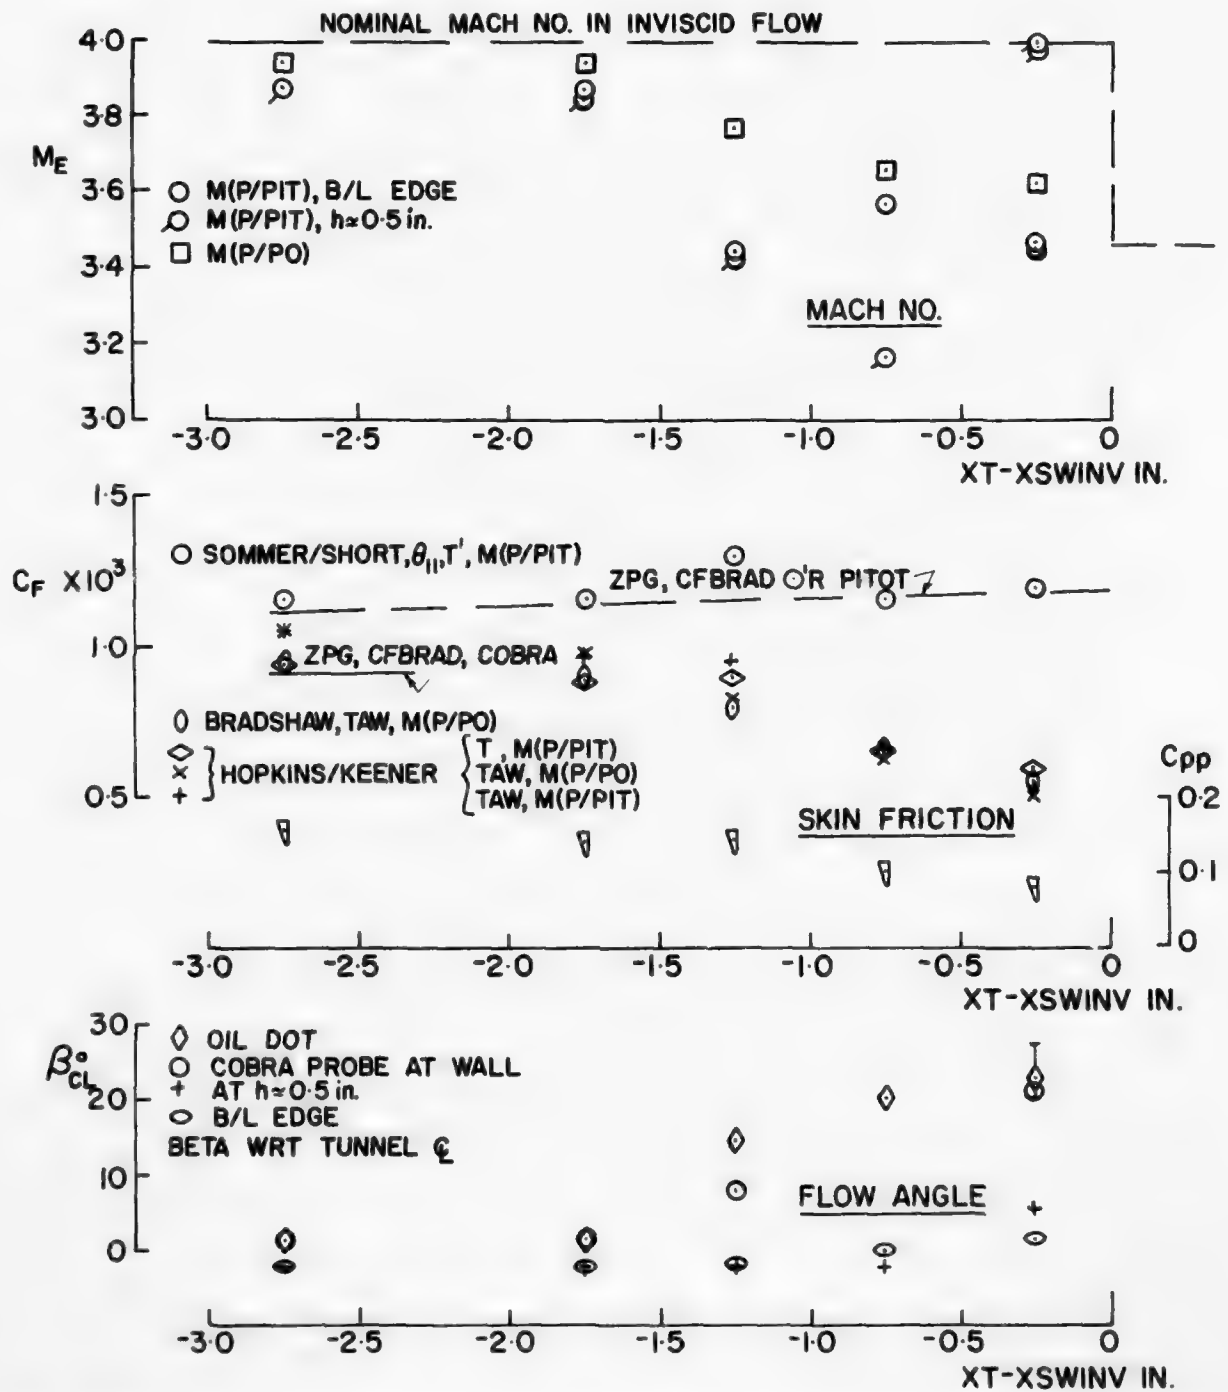 NOMINAL MACH NO. IN INVISCID FLOW
4·0
3·8
M_E
3·6
3·4
3·2
3·0
⊙ M(P/PIT), B/L EDGE
M(P/PIT), h≈0·5 in.
⊡ M(P/PO)
MACH NO.
-3·0 -2·5 -2·0 -1·5 -1·0 -0·5 0
XT-XSWINV IN.
1·5
C_F X10³
1·0
0·5
⊙ SOMMER/SHORT, θ₁₁, T', M(P/PIT)
ZPG, CFBRAD ⊙'R PITOT
ZPG, CFBRAD, COBRA
BRADSHAW, TAW, M(P/PO)
HOPKINS/KEENER { T, M(P/PIT)
TAW, M(P/PO)
TAW, M(P/PIT)
SKIN FRICTION
Cpp
0·2
0·1
0
-3·0 -2·5 -2·0 -1·5 -1·0 -0·5 0
XT-XSWINV IN.
30
β°CL
20
10
0
◊ OIL DOT
○ COBRA PROBE AT WALL
+ AT h≈0·5 in.
B/L EDGE
BETA WRT TUNNEL ℄
FLOW ANGLE
-3·0 -2·5 -2·0 -1·5 -1·0 -0·5 0
XT-XSWINV IN.